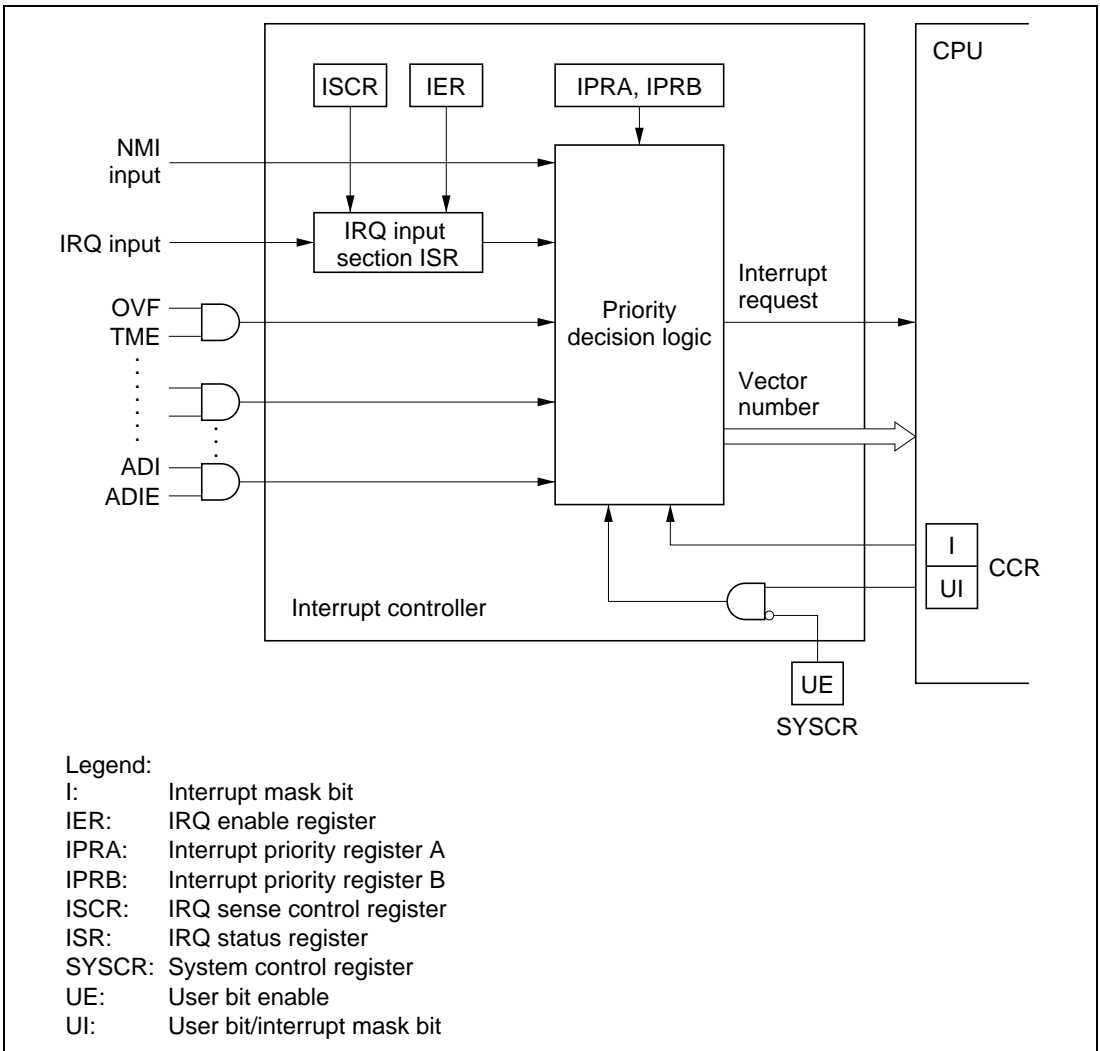 CPU
ISCR
IER
IPRA, IPRB
NMI
input
IRQ input
IRQ input
section ISR
OVF
TME
Priority
decision logic
Interrupt
request
Vector
number
ADI
ADIE
I
UI
CCR
Interrupt controller
UE
SYSCR
Legend:
I: Interrupt mask bit
IER: IRQ enable register
IPRA: Interrupt priority register A
IPRB: Interrupt priority register B
ISCR: IRQ sense control register
ISR: IRQ status register
SYSCR: System control register
UE: User bit enable
UI: User bit/interrupt mask bit